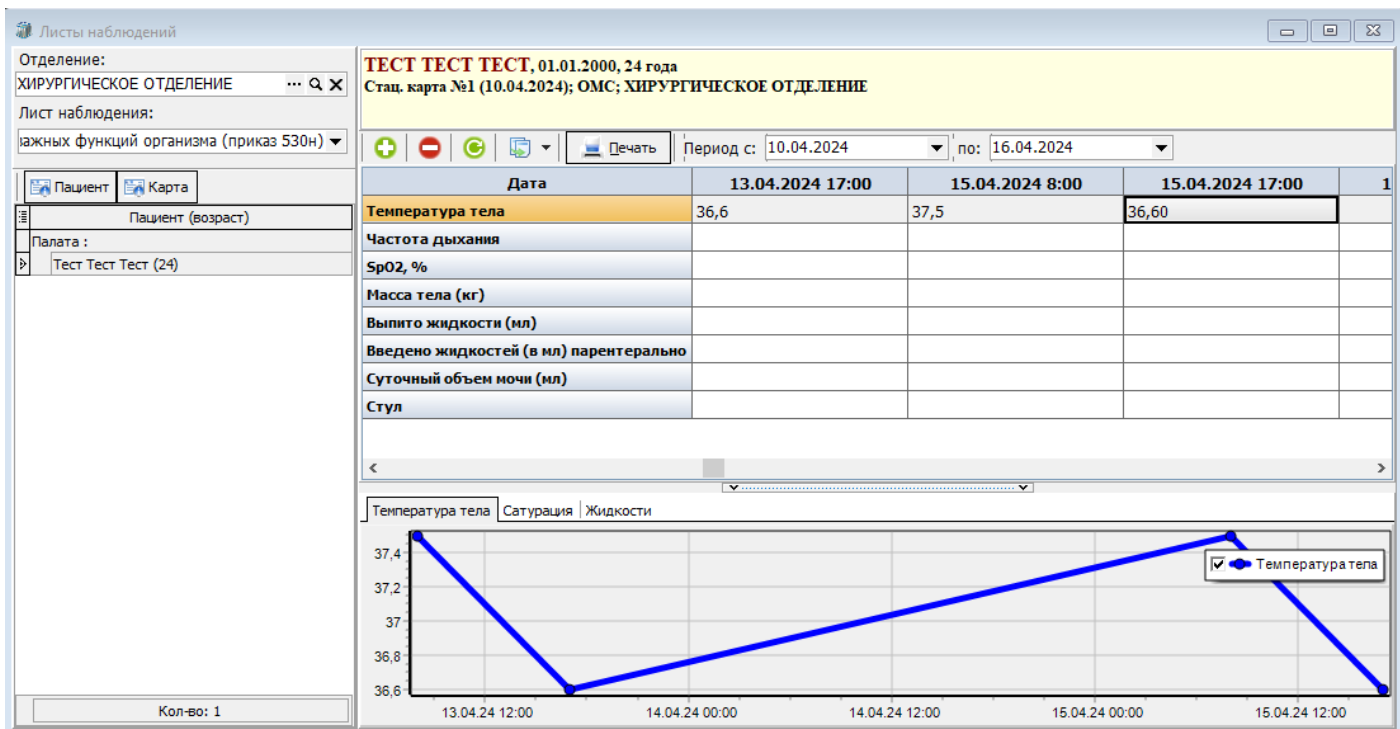 Листы наблюдений
Отделение:
ХИРУРГИЧЕСКОЕ ОТДЕЛЕНИЕ
Лист наблюдения:
важных функций организма (приказ 530н)
Пациент Карта
Пациент (возраст)
Палата :
Тест Тест Тест (24)
Кол-во: 1
ТЕСТ ТЕСТ ТЕСТ, 01.01.2000, 24 года
Стац. карта №1 (10.04.2024); ОМС; ХИРУРГИЧЕСКОЕ ОТДЕЛЕНИЕ
Печать Период с: 10.04.2024 по: 16.04.2024
Дата 13.04.2024 17:00 15.04.2024 8:00 15.04.2024 17:00 1
Температура тела 36,6 37,5 36,60
Частота дыхания
SpO2, %
Масса тела (кг)
Выпито жидкости (мл)
Введено жидкостей (в мл) парентерально
Суточный объем мочи (мл)
Стул
Температура тела Сатурация Жидкости
37,4
37,2
37
36,8
36,6
Температура тела
13.04.24 12:00 14.04.24 00:00 14.04.24 12:00 15.04.24 00:00 15.04.24 12:00